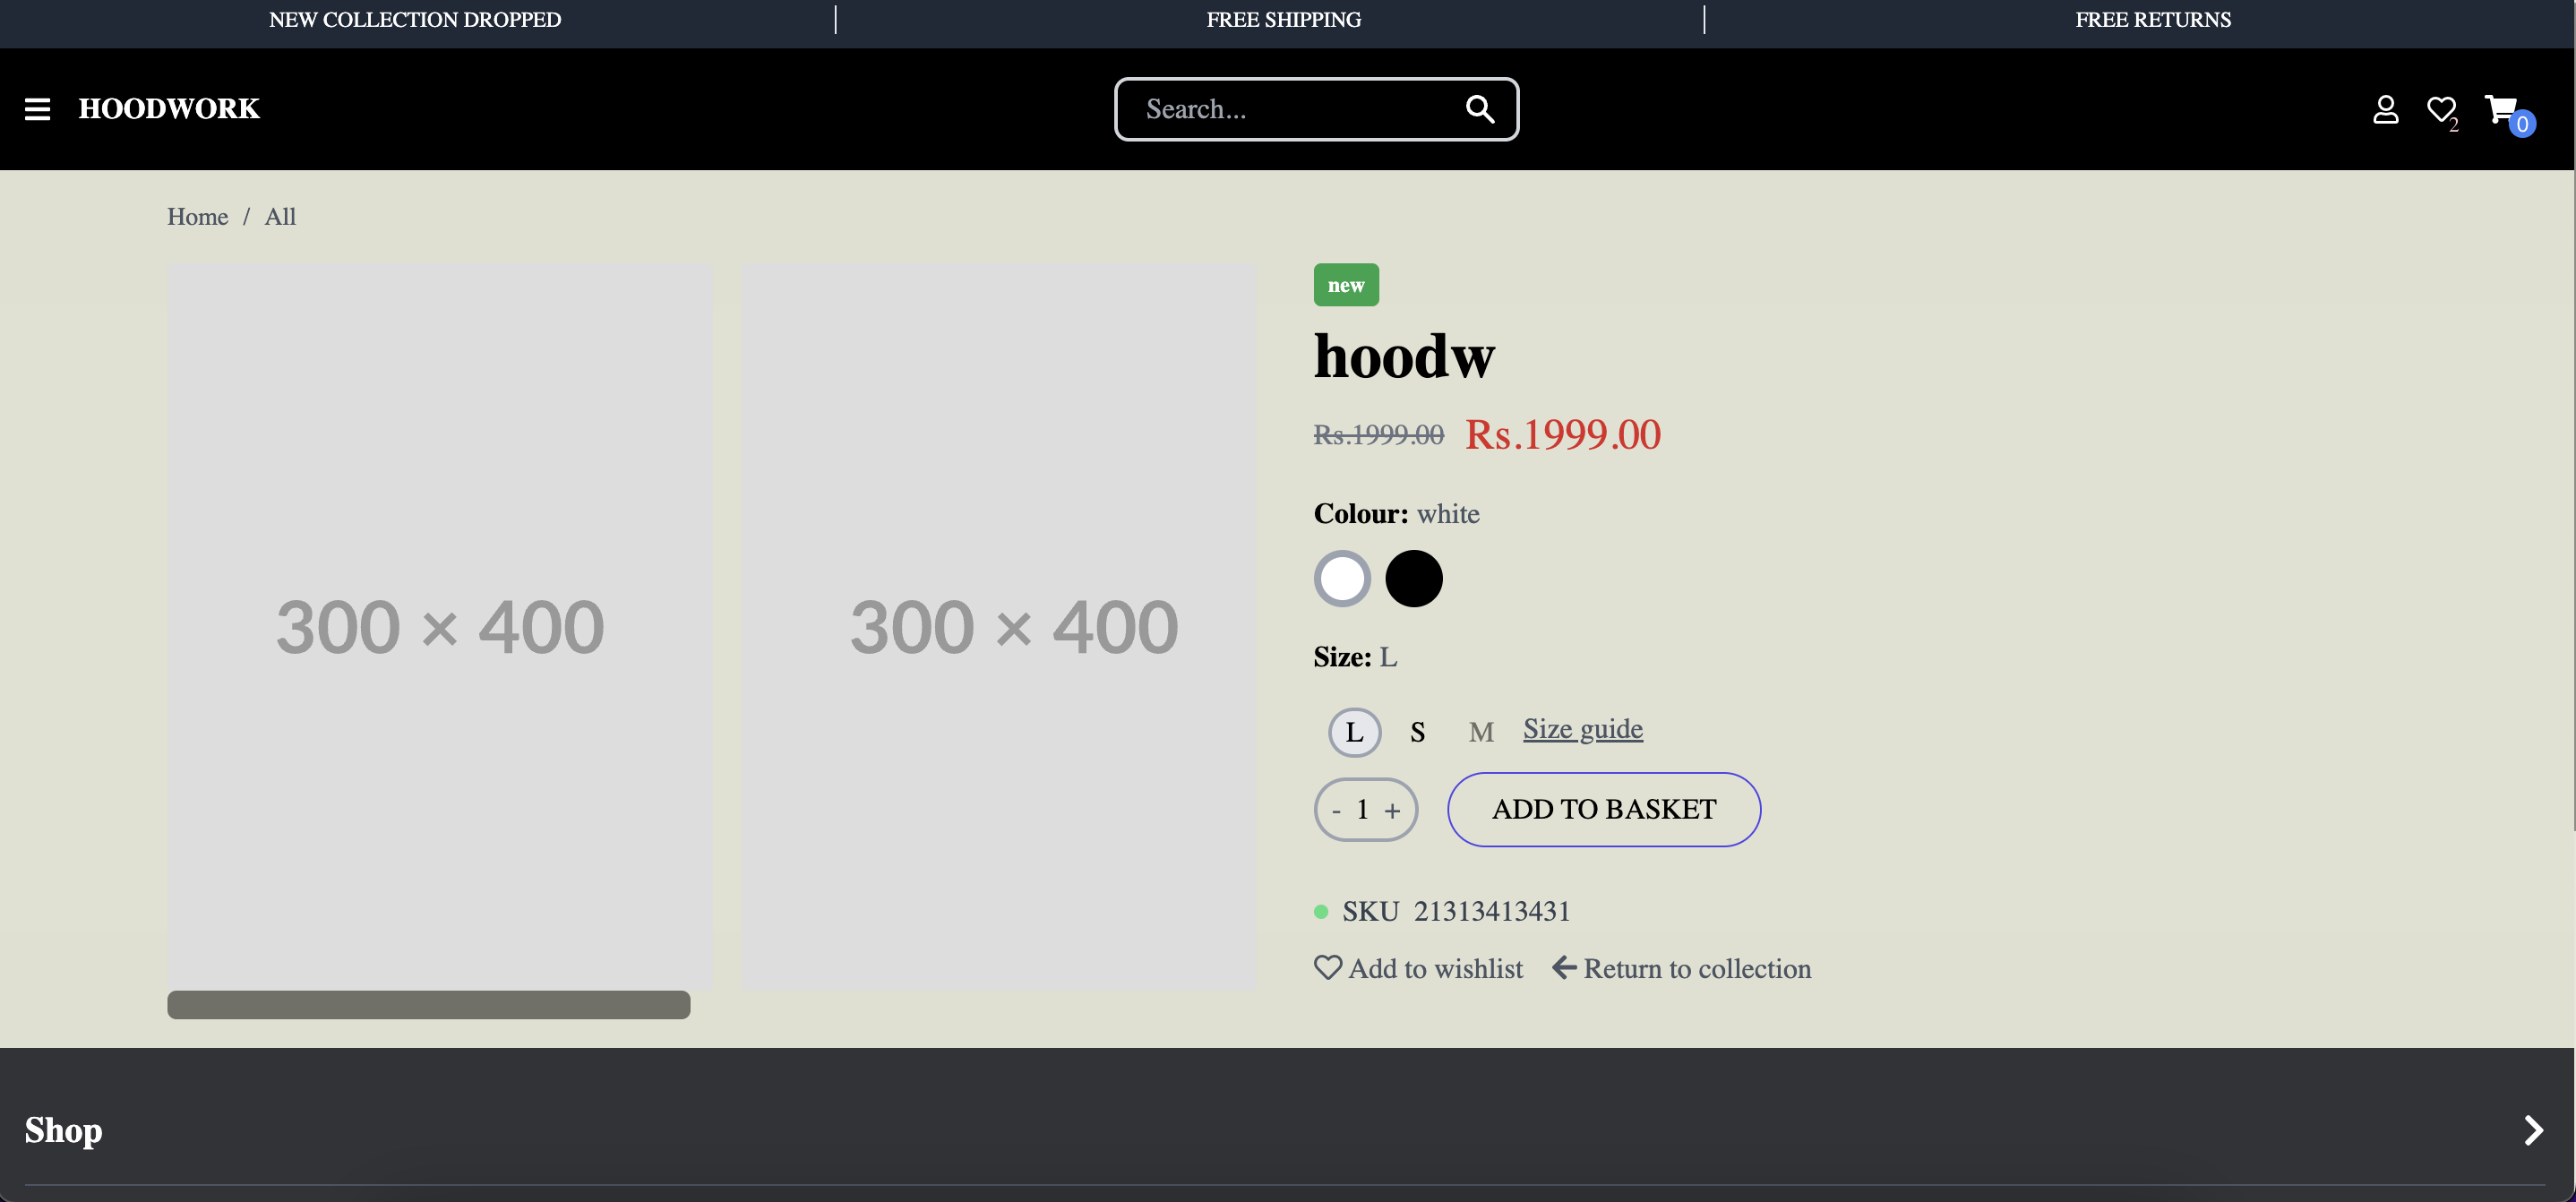 NEW COLLECTION DROPPED
FREE SHIPPING
FREE RETURNS
HOODWORK
Search...
2
0
Home / All
300 × 400
300 × 400
new
hoodw
Rs.1999.00 Rs.1999.00
Colour: white
Size: L
L S M Size guide
- 1 + ADD TO BASKET
SKU 21313413431
Add to wishlist Return to collection
Shop